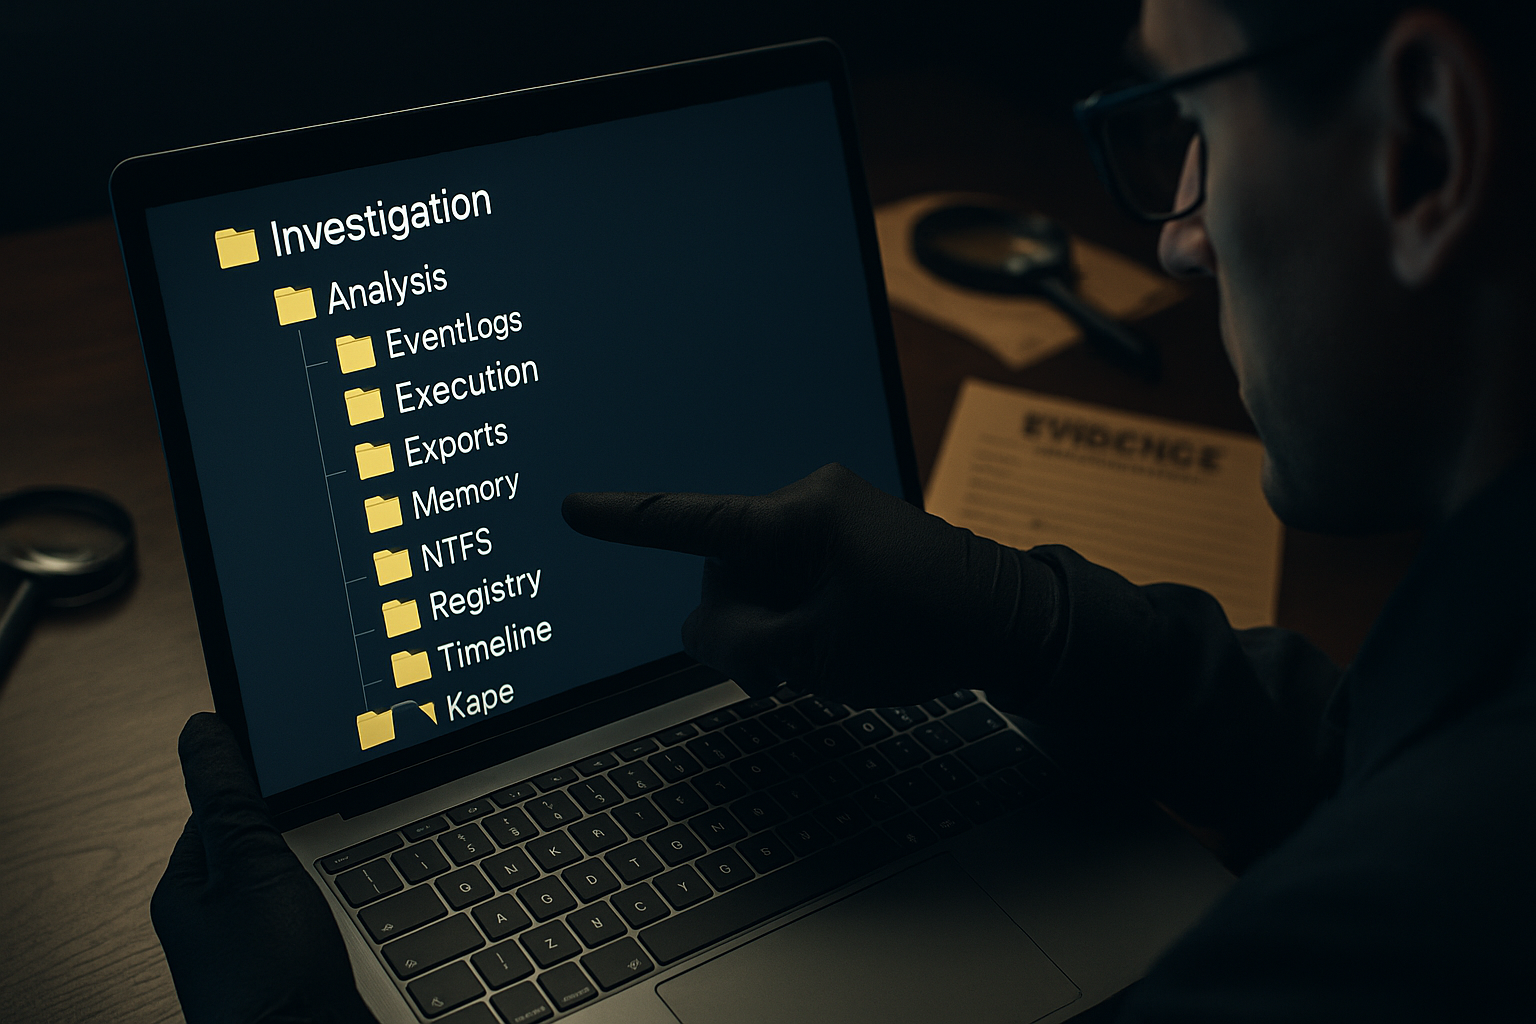 Investigation
Analysis
EventLogs
Execution
Exports
Memory
NTFS
Registry
Timeline
Kape
EVIDENCE